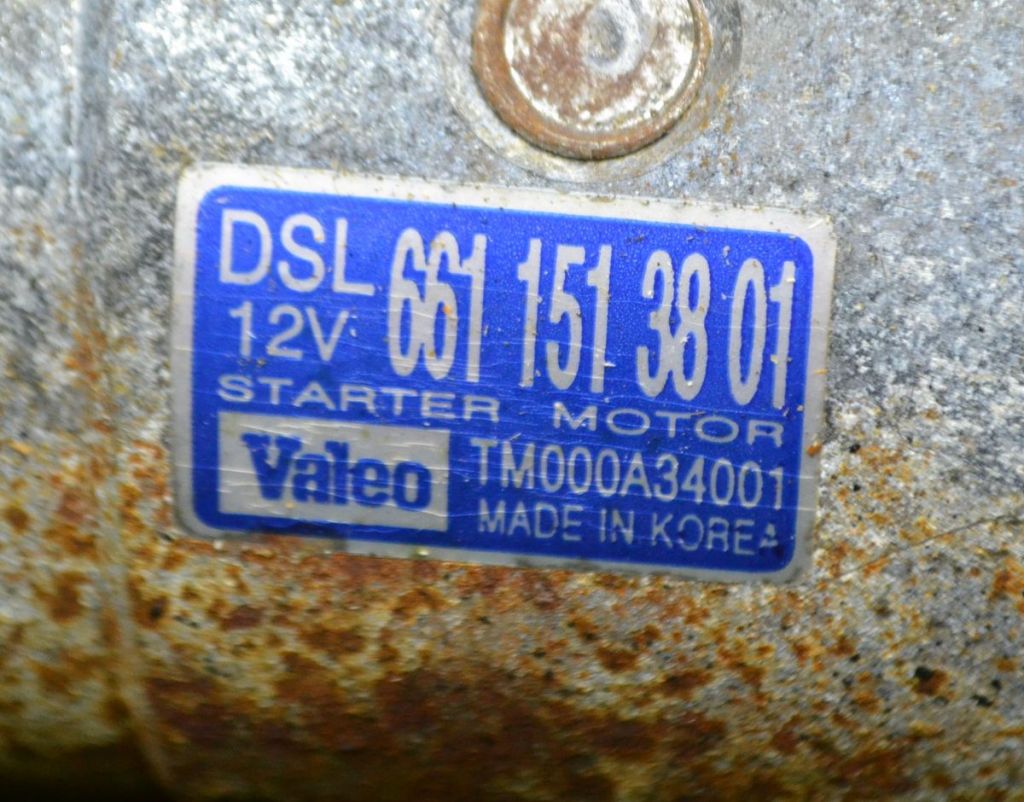 DSL 661 151 38 01
12V
STARTER MOTOR
Valeo TM000A34001
MADE IN KOREA